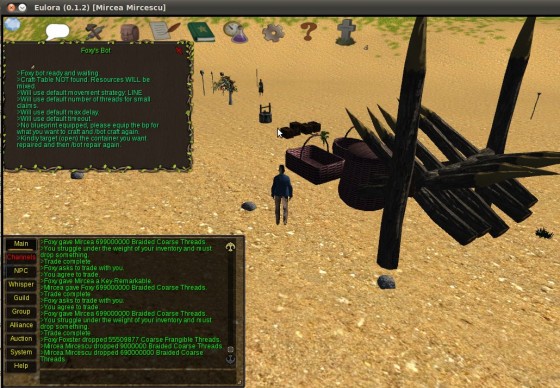 Eulora (0.1.2) [Mircea Mircescu]
Foxy's Bot
>Foxy bot ready and waiting.
>Craft-Table NOT found. Resources WILL be
mixed.
>Will use default movement strategy: LINE
>Will use default number of threads for small
claims.
>Will use default max delay.
>Will use default timeout.
>No blueprint equipped, please equip the bp for
what you want to craft and /bot craft again.
>Kindly target (open) the container you want
repaired and then /bot repair again.
Main
Channels
NPC
Whisper
Guild
Group
Alliance
Auction
System
Help
>Foxy gave Mircea 699000000 Braided Coarse Threads.
>You struggle under the weight of your inventory and must
drop something.
>Trade complete
>Foxy asks to trade with you.
>You agree to trade
>Foxy gave Mircea a Key Remarkable.
>Mircea gave Foxy 699000000 Braided Coarse Threads.
>Trade complete
>Foxy asks to trade with you.
>You agree to trade
>Foxy gave Mircea 699000000 Braided Coarse Threads.
>You struggle under the weight of your inventory and must
drop something.
>Trade complete
>Foxy Foxster dropped 55509877 Coarse Frangible Threads.
>Mircea Mircescu dropped 9000000 Braided Coarse Threads.
>Mircea Mircescu dropped 690000000 Braided Coarse
Threads.